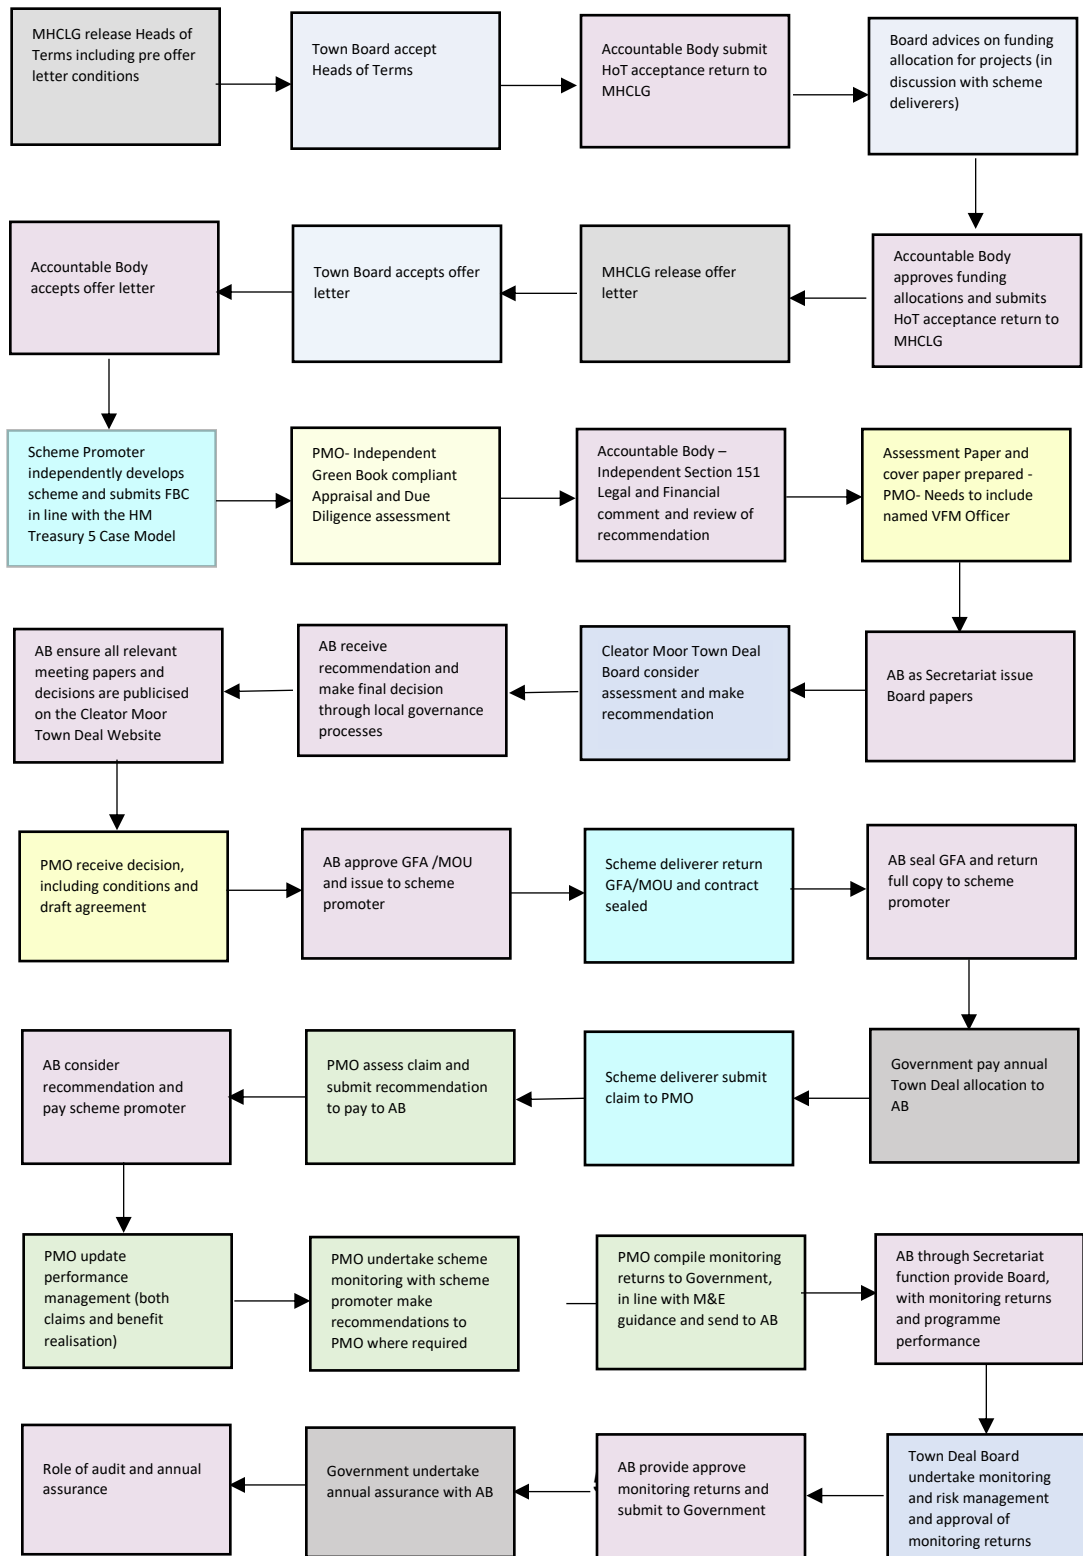 MHCLG release Heads of
Terms including pre offer
letter conditions
Town Board accept
Heads of Terms
Accountable Body submit
HoT acceptance return to
MHCLG
Board advices on funding
allocation for projects (in
discussion with scheme
deliverers)
Accountable Body
accepts offer letter
Town Board accepts offer
letter
MHCLG release offer
letter
Accountable Body
approves funding
allocations and submits
HoT acceptance return to
MHCLG
Scheme Promoter
independently develops
scheme and submits FBC
in line with the HM
Treasury 5 Case Model
PMO- Independent
Green Book compliant
Appraisal and Due
Diligence assessment
Accountable Body –
Independent Section 151
Legal and Financial
comment and review of
recommendation
Assessment Paper and
cover paper prepared -
PMO- Needs to include
named VFM Officer
AB ensure all relevant
meeting papers and
decisions are publicised
on the Cleator Moor
Town Deal Website
AB receive
recommendation and
make final decision
through local governance
processes
Cleator Moor Town Deal
Board consider
assessment and make
recommendation
AB as Secretariat issue
Board papers
PMO receive decision,
including conditions and
draft agreement
AB approve GFA /MOU
and issue to scheme
promoter
Scheme deliverer return
GFA/MOU and contract
sealed
AB seal GFA and return
full copy to scheme
promoter
AB consider
recommendation and
pay scheme promoter
PMO assess claim and
submit recommendation
to pay to AB
Scheme deliverer submit
claim to PMO
Government pay annual
Town Deal allocation to
AB
PMO update
performance
management (both
claims and benefit
realisation)
PMO undertake scheme
monitoring with scheme
promoter make
recommendations to
PMO where required
PMO compile monitoring
returns to Government,
in line with M&E
guidance and send to AB
AB through Secretariat
function provide Board,
with monitoring returns
and programme
performance
Role of audit and annual
assurance
Government undertake
annual assurance with AB
AB provide approve
monitoring returns and
submit to Government
Town Deal Board
undertake monitoring
and risk management
and approval of
monitoring returns